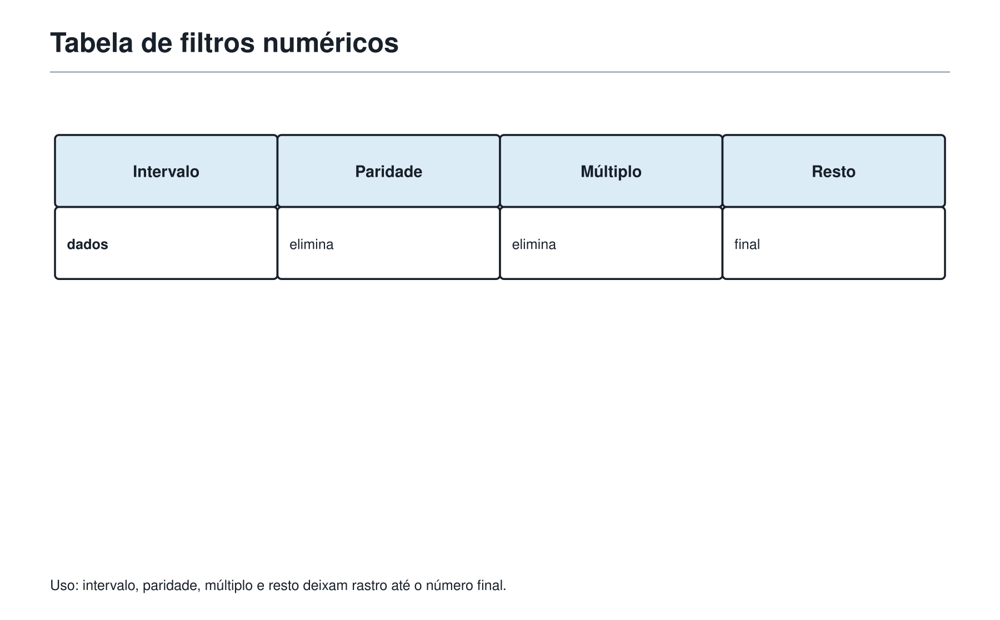 Tabela de filtros numéricos
Intervalo Paridade Múltiplo Resto
dados elimina elimina final
Uso: intervalo, paridade, múltiplo e resto deixam rastro até o número final.